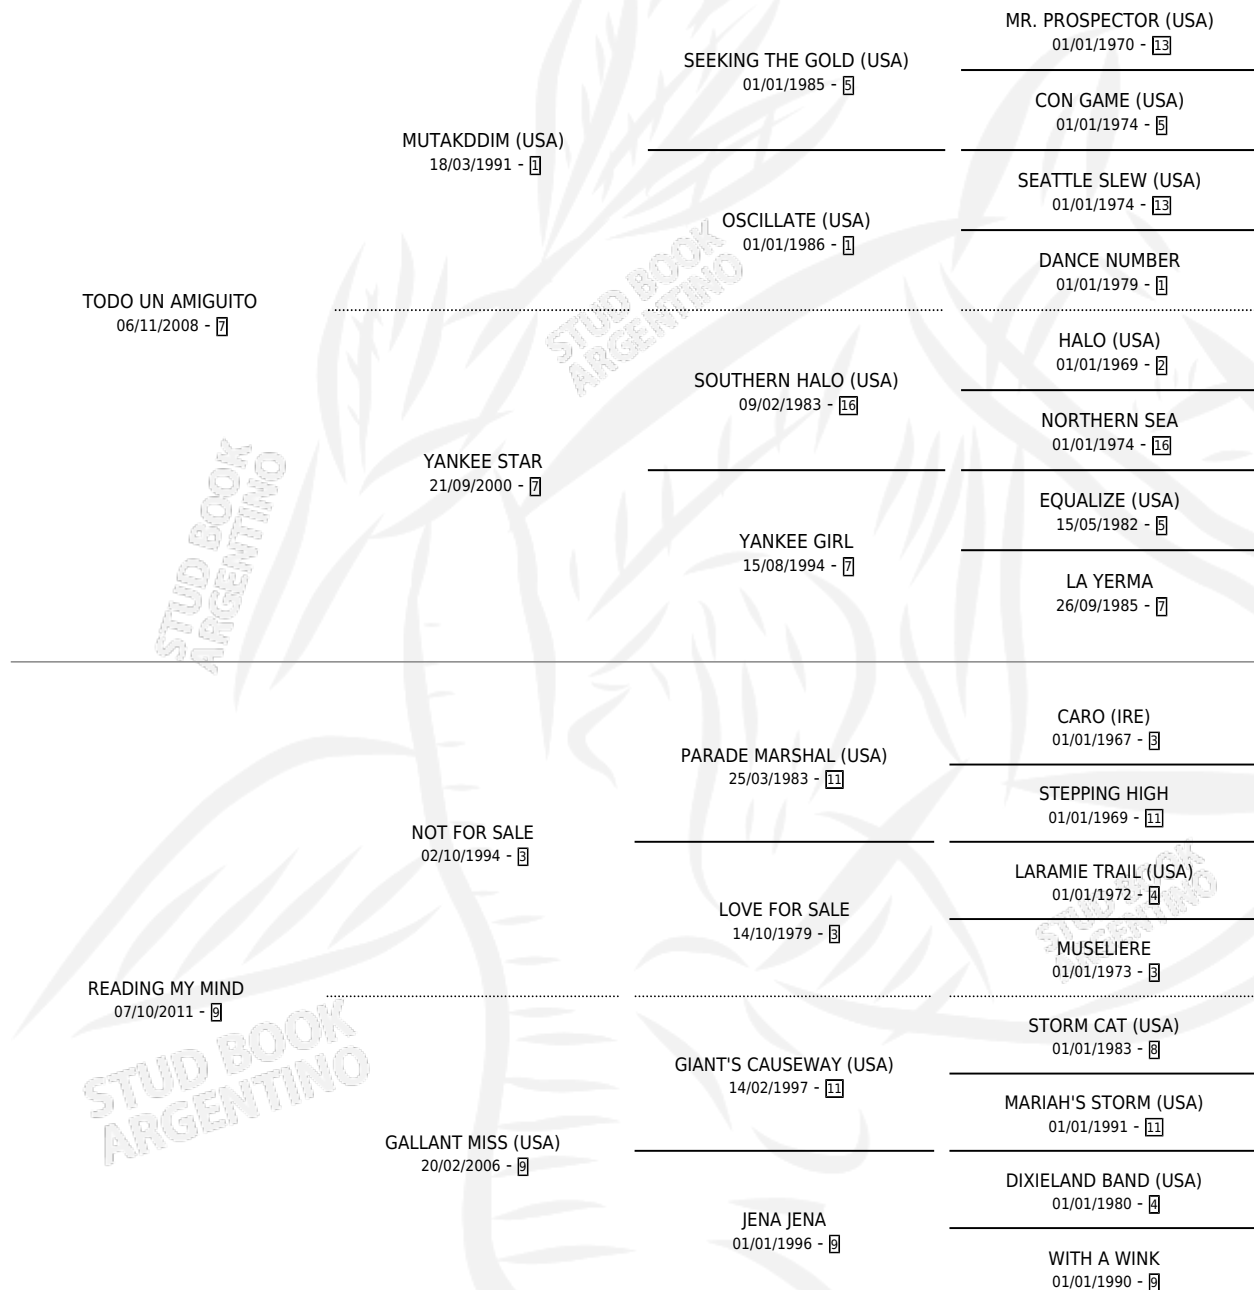 MR. PROSPECTOR (USA)
01/01/1970 - 13
SEEKING THE GOLD (USA)
01/01/1985 - 5
CON GAME (USA)
01/01/1974 - 5
MUTAKDDIM (USA)
18/03/1991 - 1
SEATTLE SLEW (USA)
01/01/1974 - 13
OSCILLATE (USA)
01/01/1986 - 1
DANCE NUMBER
01/01/1979 - 1
TODO UN AMIGUITO
06/11/2008 - 7
HALO (USA)
01/01/1969 - 2
SOUTHERN HALO (USA)
09/02/1983 - 16
NORTHERN SEA
01/01/1974 - 16
YANKEE STAR
21/09/2000 - 7
EQUALIZE (USA)
15/05/1982 - 5
YANKEE GIRL
15/08/1994 - 7
LA YERMA
26/09/1985 - 7
CARO (IRE)
01/01/1967 - 3
PARADE MARSHAL (USA)
25/03/1983 - 11
STEPPING HIGH
01/01/1969 - 11
NOT FOR SALE
02/10/1994 - 3
LARAMIE TRAIL (USA)
01/01/1972 - 4
LOVE FOR SALE
14/10/1979 - 3
MUSELIERE
01/01/1973 - 3
READING MY MIND
07/10/2011 - 9
STORM CAT (USA)
01/01/1983 - 8
GIANT'S CAUSEWAY (USA)
14/02/1997 - 11
MARIAH'S STORM (USA)
01/01/1991 - 11
GALLANT MISS (USA)
20/02/2006 - 9
DIXIELAND BAND (USA)
01/01/1980 - 4
JENA JENA
01/01/1996 - 9
WITH A WINK
01/01/1990 - 9
STUD BOOK
ARGENTINO
STUD BOOK
ARGENTINO
STUD BOOK
ARGENTINO
STUD BOOK
ARGENTINO